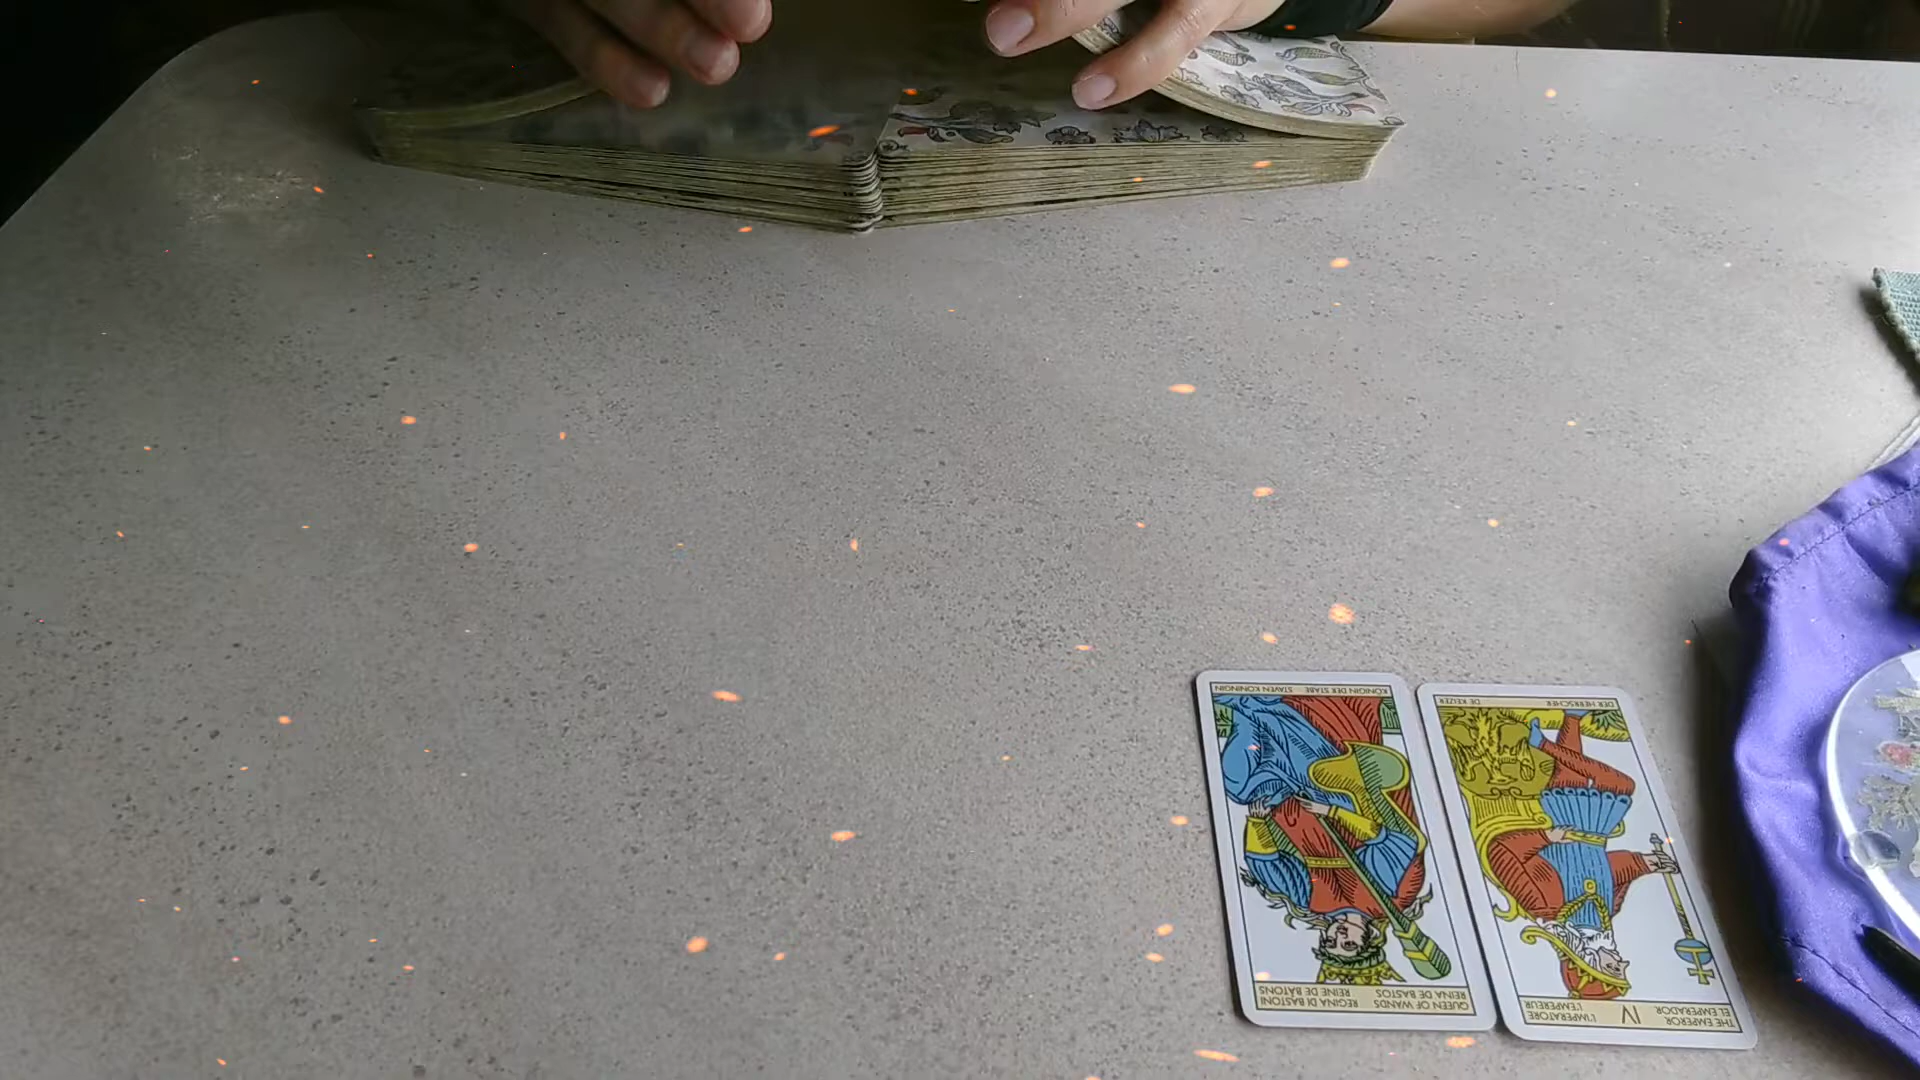 QUEEN OF WANDS REGINA DI BASTONI
REINA DE BASTOS REINE DE BÂTONS
KÖNIGIN DER STÄBE STAVEN KONINGIN
THE EMPEROR IV L'IMPERATORE
EL EMPERADOR L'EMPEREUR
DER HERRSCHER DE KEIZER